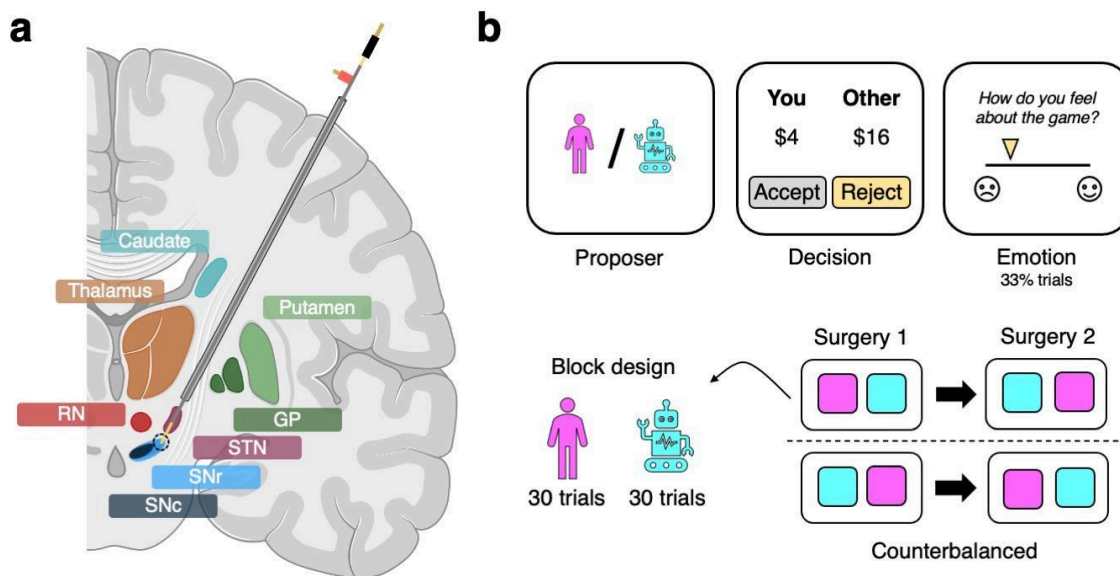 a
Caudate
Thalamus
Putamen
RN
GP
STN
SNr
SNc
b
You Other
$4 $16
Accept Reject
How do you feel
about the game?
Proposer
Decision
Emotion
33% trials
Block design
30 trials 30 trials
Surgery 1 Surgery 2
Counterbalanced